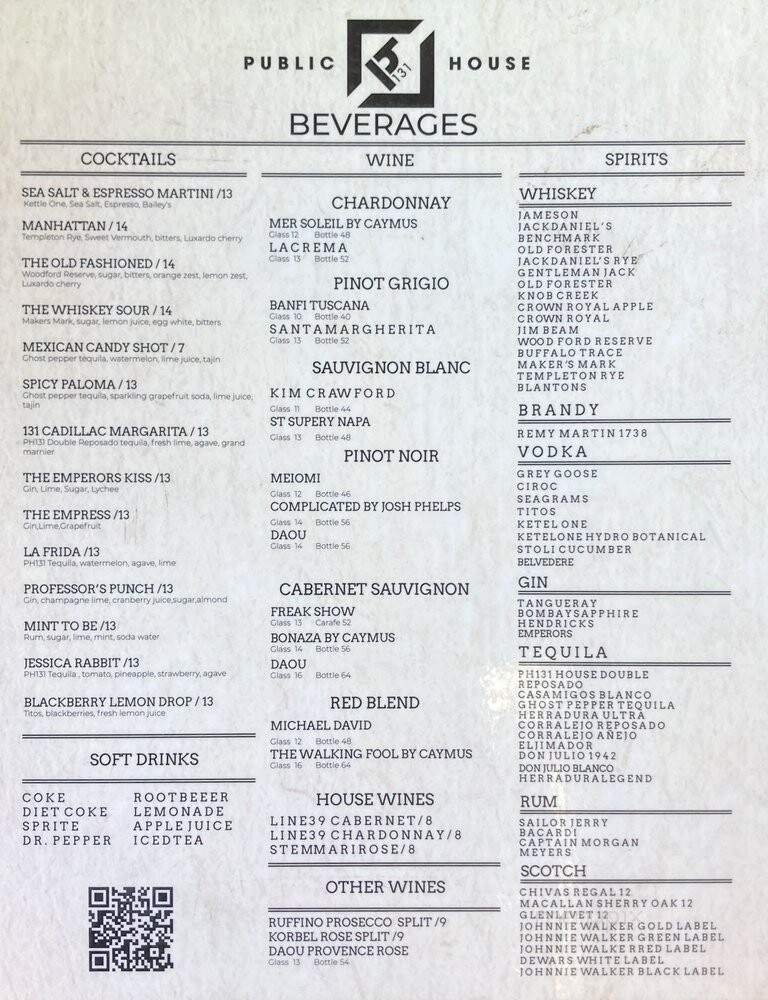 PUBLIC HOUSE
131
BEVERAGES
COCKTAILS
SEA SALT & ESPRESSO MARTINI /13
Kettle One, Sea Salt, Espresso, Bailey's
MANHATTAN / 14
Templeton Rye, Sweet Vermouth, bitters, Luxardo cherry
THE OLD FASHIONED / 14
Woodford Reserve, sugar, bitters, orange zest, lemon zest,
Luxardo cherry
THE WHISKEY SOUR / 14
Makers Mark, sugar, lemon juice, egg white, bitters
MEXICAN CANDY SHOT / 7
Ghost pepper tequila, watermelon, lime juice, tajin
SPICY PALOMA / 13
Ghost pepper tequila, sparkling grapefruit soda, lime juice,
tajin
131 CADILLAC MARGARITA / 13
PH131 Double Reposado tequila, fresh lime, agave, grand
marnier
THE EMPERORS KISS /13
Gin, Lime, Sugar, Lychee
THE EMPRESS /13
Gin,Lime,Grapefruit
LA FRIDA /13
PH131 Tequila, watermelon, agave, lime
PROFESSOR'S PUNCH /13
Gin, champagne lime, cranberry juice,sugar,almond
MINT TO BE /13
Rum, sugar, lime, mint, soda water
JESSICA RABBIT /13
PH131 Tequila , tomato, pineapple, strawberry, agave
BLACKBERRY LEMON DROP / 13
Titos, blackberries, fresh lemon juice
SOFT DRINKS
COKE
DIET COKE
SPRITE
DR. PEPPER
ROOTBEEER
LEMONADE
APPLE JUICE
ICEDTEA
WINE
CHARDONNAY
MER SOLEIL BY CAYMUS
Glass 12 Bottle 48
LACREMA
Glass 13 Bottle 52
PINOT GRIGIO
BANFI TUSCANA
Glass 10 Bottle 40
SANTAMARGHERITA
Glass 13 Bottle 52
SAUVIGNON BLANC
KIM CRAWFORD
Glass 11 Bottle 44
ST SUPERY NAPA
Glass 13 Bottle 48
PINOT NOIR
MEIOMI
Glass 12 Bottle 46
COMPLICATED BY JOSH PHELPS
Glass 14 Bottle 56
DAOU
Glass 14 Bottle 56
CABERNET SAUVIGNON
FREAK SHOW
Glass 13 Carafe 52
BONAZA BY CAYMUS
Glass 14 Bottle 56
DAOU
Glass 16 Bottle 64
RED BLEND
MICHAEL DAVID
Glass 12 Bottle 48
THE WALKING FOOL BY CAYMUS
Glass 16 Bottle 64
HOUSE WINES
LINE39 CABERNET/8
LINE39 CHARDONNAY/8
STEMMARIROSE/8
OTHER WINES
RUFFINO PROSECCO SPLIT /9
KORBEL ROSE SPLIT /9
DAOU PROVENCE ROSE
Glass 13 Bottle 54
SPIRITS
WHISKEY
JAMESON
JACKDANIEL'S
BENCHMARK
OLD FORESTER
JACKDANIEL'S RYE
GENTLEMAN JACK
OLD FORESTER
KNOB CREEK
CROWN ROYAL APPLE
CROWN ROYAL
JIM BEAM
WOOD FORD RESERVE
BUFFALO TRACE
MAKER'S MARK
TEMPLETON RYE
BLANTONS
BRANDY
REMY MARTIN 1738
VODKA
GREY GOOSE
CIROC
SEAGRAMS
TITOS
KETEL ONE
KETELONE HYDRO BOTANICAL
STOLI CUCUMBER
BELVEDERE
GIN
TANGUERAY
BOMBAYSAPPHIRE
HENDRICKS
EMPERORS
TEQUILA
PH131 HOUSE DOUBLE
REPOSADO
CASAMIGOS BLANCO
GHOST PEPPER TEQUILA
HERRADURA ULTRA
CORRALEJO REPOSADO
CORRALEJO AÑEJO
ELJIMADOR
DON JULIO 1942
DON JULIO BLANCO
HERRADURALEGEND
RUM
SAILOR JERRY
BACARDI
CAPTAIN MORGAN
MEYERS
SCOTCH
CHIVAS REGAL 12
MACALLAN SHERRY OAK 12
GLENLIVET 12
JOHNNIE WALKER GOLD LABEL
JOHNNIE WALKER GREEN LABEL
JOHNNIE WALKER RRED LABEL
DEWARS WHITE LABEL
JOHNNIE WALKER BLACK LABEL